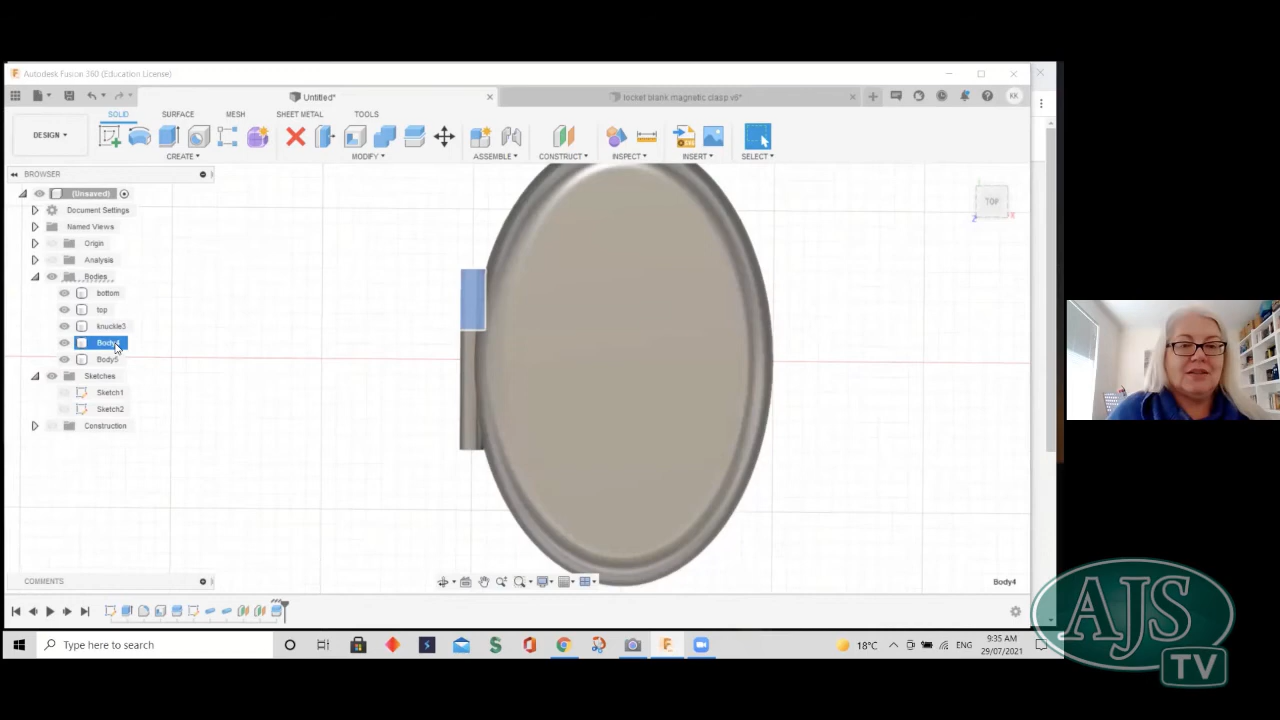 Autodesk Fusion 360 (Education License)
Untitled*
locket blank magnetic clasp v6*
KK
SOLID SURFACE MESH SHEET METAL TOOLS
DESIGN
CREATE MODIFY ASSEMBLE CONSTRUCT INSPECT INSERT SELECT
BROWSER
(Unsaved)
Document Settings
Named Views
Origin
Analysis
Bodies
bottom
top
knuckle3
Body4
Body5
Sketches
Sketch1
Sketch2
Construction
TOP
Z
X
COMMENTS
Body4
Type here to search
18°C
ENG
9:35 AM
29/07/2021
AJS
TV